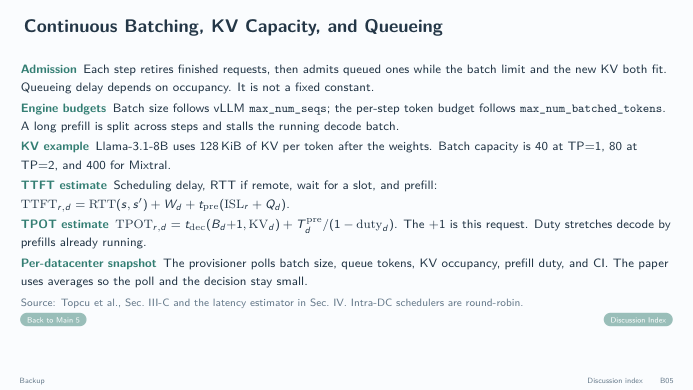 Continuous Batching, KV Capacity, and Queueing
Admission Each step retires finished requests, then admits queued ones while the batch limit and the new KV both fit.
Queueing delay depends on occupancy. It is not a fixed constant.
Engine budgets Batch size follows vLLM max_num_seqs; the per-step token budget follows max_num_batched_tokens.
A long prefill is split across steps and stalls the running decode batch.
KV example Llama-3.1-8B uses 128 KiB of KV per token after the weights. Batch capacity is 40 at TP=1, 80 at
TP=2, and 400 for Mixtral.
TTFT estimate Scheduling delay, RTT if remote, wait for a slot, and prefill:
TTFT_{r,d} = RTT(s, s′) + W_d + t_{pre}(ISL_r + Q_d).
TPOT estimate TPOT_{r,d} = t_{dec}(B_d+1, KV_d) + T_d^{pre}/(1 − duty_d). The +1 is this request. Duty stretches decode by
prefills already running.
Per-datacenter snapshot The provisioner polls batch size, queue tokens, KV occupancy, prefill duty, and CI. The paper
uses averages so the poll and the decision stay small.
Source: Topcu et al., Sec. III-C and the latency estimator in Sec. IV. Intra-DC schedulers are round-robin.
Back to Main 5
Discussion Index
Backup
Discussion index B05